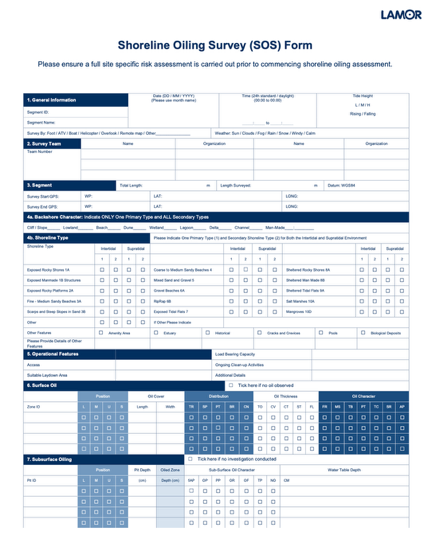 LAMOR
Shoreline Oiling Survey (SOS) Form
Please ensure a full site specific risk assessment is carried out prior to commencing shoreline oiling assessment.
1. General Information
Date (DD / MM / YYYY)
(Please use month name)
Time (24th standard / daylight)
(00:00 to 00:00)
Tide Height
Segment ID:
L / M / H
Segment Name:
___:___ to ___:___
Rising / Falling
Survey By: Foot / ATV / Boat / Helicopter / Overlook / Remote map / Other:
Weather: Sun / Clouds / Fog / Rain / Snow / Windy / Calm
2. Survey Team
Name
Organization
Name
Organization
Team Number
3. Segment
Total Length:
m
Length Surveyed:
m
Datum: WGS84
Survey Start GPS:
WP:
LAT:
LONG:
Survey End GPS:
WP:
LAT:
LONG:
4a. Backshore Character: Indicate ONLY One Primary Type and ALL Secondary Types
Cliff / Slope Lowland Beach Dune Wetland Lagoon Delta Channel Man-Made
4b. Shoreline Type
Please Indicate One Primary Type (1) and Secondary Shoreline Type (2) for Both the Intertidal and Supratidal Environment
Shoreline Type
Intertidal
Supratidal
Intertidal
Supratidal
Intertidal
Supratidal
1 2 1 2 1 2 1 2 1 2 1 2
Exposed Rocky Shores 1A
Coarse to Medium Sandy Beaches 4
Sheltered Rocky Shores 8A
Exposed Manmade 1B Structures
Mixed Sand and Gravel 5
Sheltered Man Made 8B
Exposed Rocky Platforms 2A
Gravel Beaches 6A
Sheltered Tidal Flats 9A
Fine - Medium Sandy Beaches 3A
RipRap 6B
Salt Marshes 10A
Scarps and Steep Slopes in Sand 3B
Exposed Tidal Flats 7
Mangroves 10D
Other
If Other Please Indicate
Other Features
Amenity Area
Estuary
Historical
Cracks and Crevices
Pools
Biological Deposits
Please Provide Details of Other
Features
5. Operational Features
Load Bearing Capacity
Access
Ongoing Clean-up Activities
Suitable Laydown Area
Additional Details
6. Surface Oil
Tick here if no oil observed
Position
Oil Cover
Distribution
Oil Thickness
Oil Character
Zone ID
L M U S
Length
Width
TR SP PT BR CN
TO CV CT ST FL
FR MS TB PT TC SR AP
7. Subsurface Oiling
Tick here if no investigation conducted
Position
Pit Depth
Oiled Zone
Sub-Surface Oil Character
Water Table Depth
Pit ID
L M U S
(cm)
Depth (cm)
SAP OP PP OR OF TP NO
CM